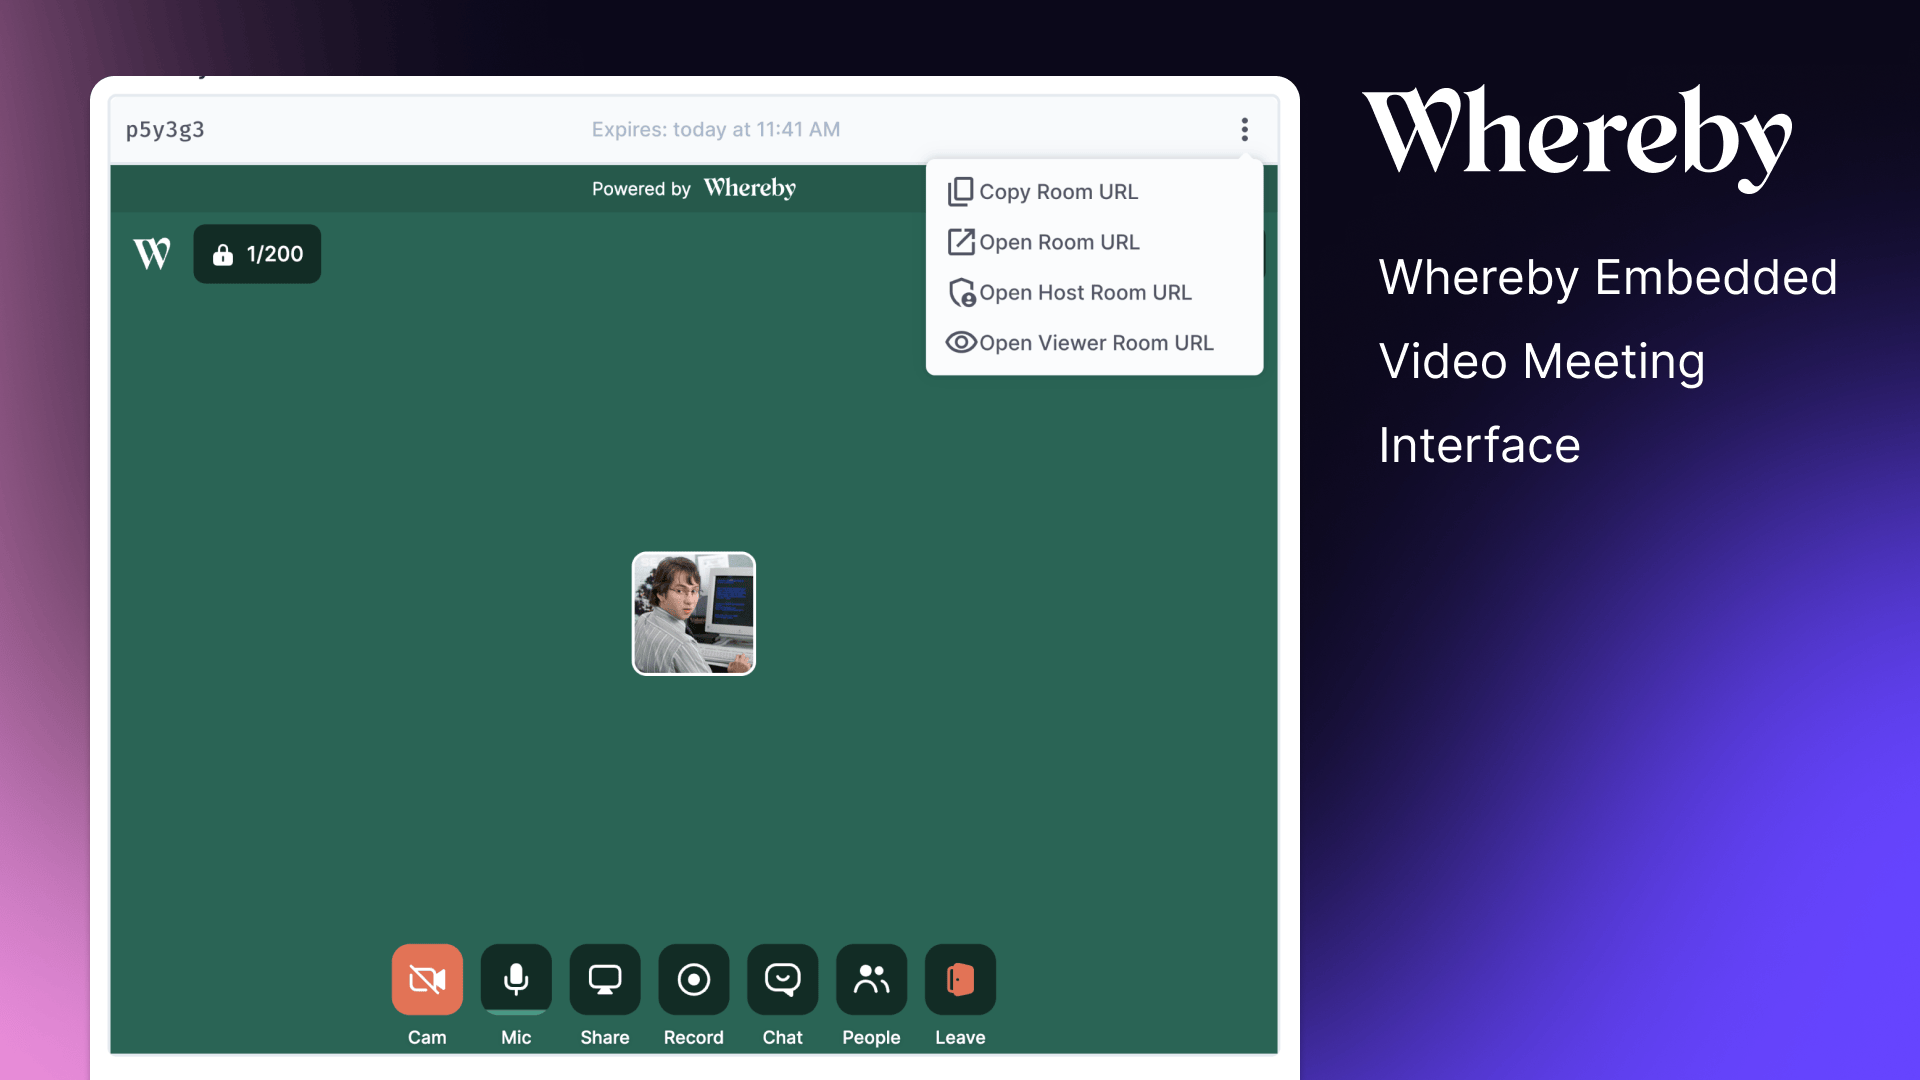 p5y3g3
Expires: today at 11:41 AM
Powered by Whereby
W
1/200
Copy Room URL
Open Room URL
Open Host Room URL
Open Viewer Room URL
Cam
Mic
Share
Record
Chat
People
Leave
Whereby
Whereby Embedded
Video Meeting
Interface